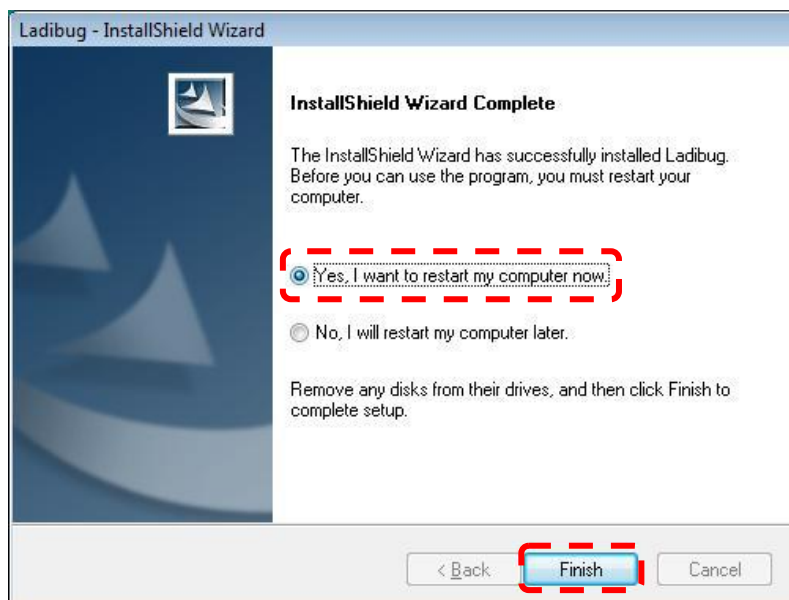 Ladibug - InstallShield Wizard
InstallShield Wizard Complete
The InstallShield Wizard has successfully installed Ladibug.
Before you can use the program, you must restart your
computer.
Yes, I want to restart my computer now.
No, I will restart my computer later.
Remove any disks from their drives, and then click Finish to
complete setup.
< Back Finish Cancel